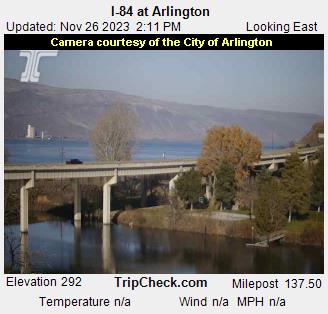 I-84 at Arlington
Updated: Nov 26 2023 2:11 PM Looking East
Camera courtesy of the City of Arlington
Elevation 292 TripCheck.com Milepost 137.50
Temperature n/a Wind n/a MPH n/a